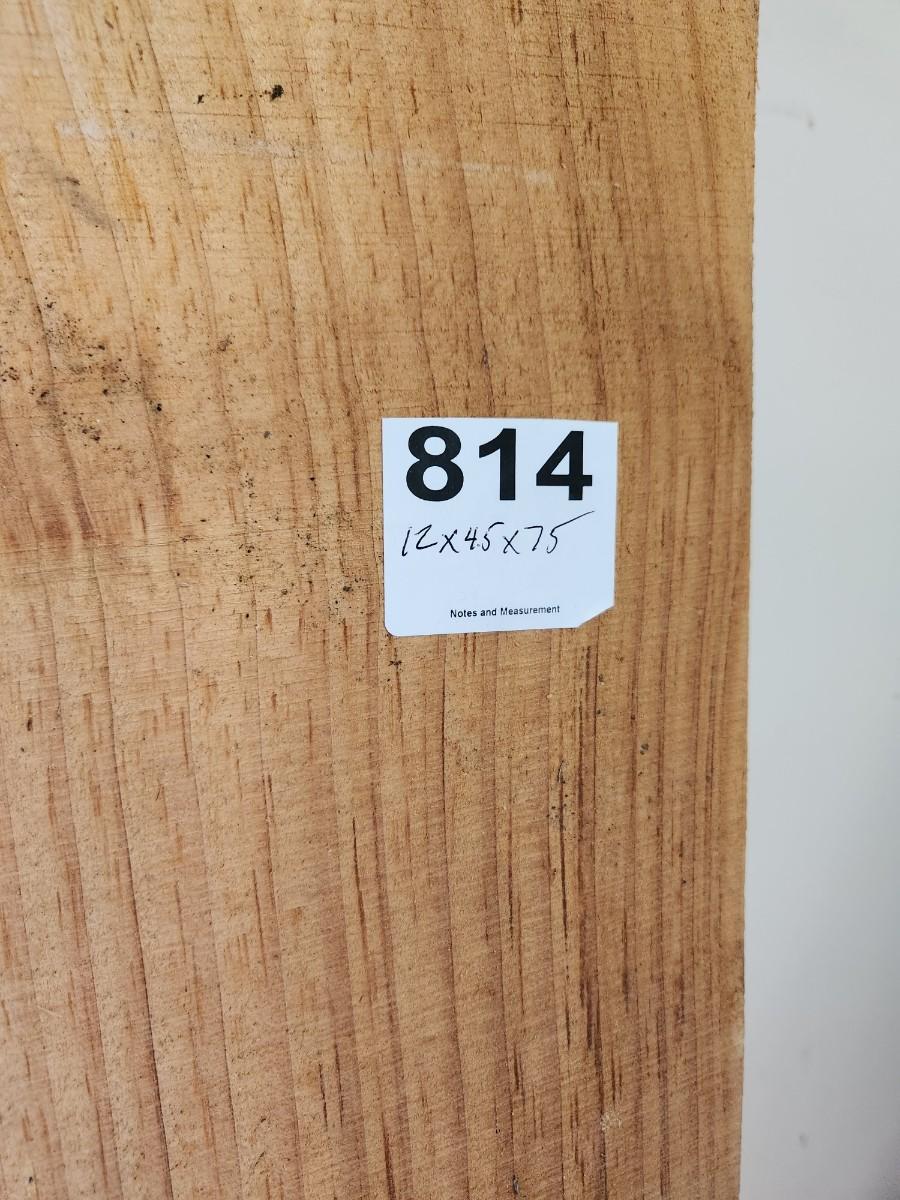 814
12x45x75
Notes and Measurement